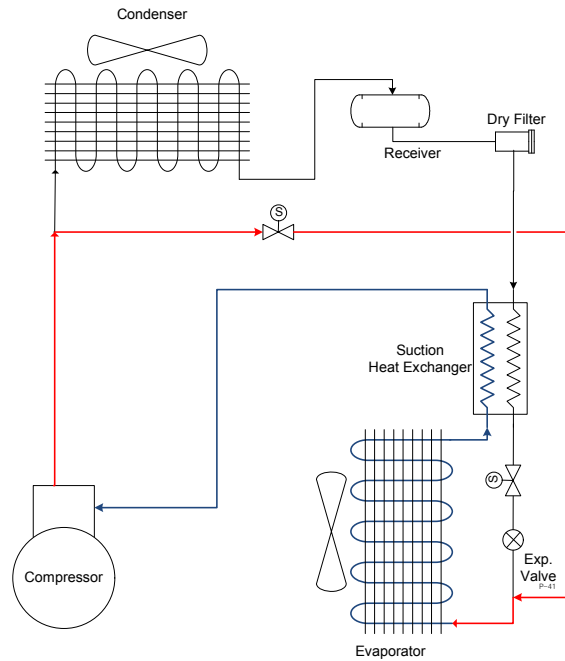 Condenser
Dry Filter
Receiver
S
Suction
Heat Exchanger
S
Exp.
Valve
P-41
Compressor
Evaporator